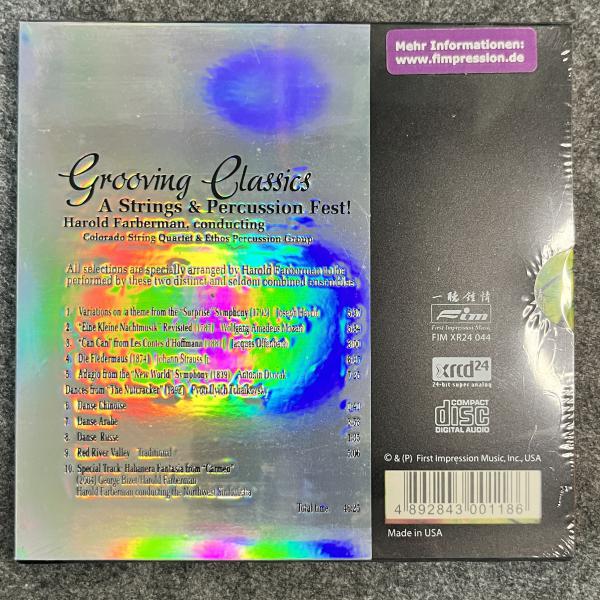 Mehr Informationen:
www.fimpression.de
Grooving Classics
A Strings & Percussion Fest!
Harold Farberman, conducting
Colorado String Quartet & Ethos Percussion Group
All selections are specially arranged by Harold Farberman to be
performed by these two distinct and seldom combined ensembles
1 Variations on a theme from the "Surprise" Symphony Joseph Haydn
2 "Eine Kleine Nachtmusik" Revisited Wolfgang Amadeus Mozart
3 "Can Can" from Les Contes d'Hoffmann Jacques Offenbach
4 Die Fledermaus (1874) Johann Strauss Jr.
5 Adagio from the "New World" Symphony Antonin Dvorak
Dances from "The Nutcracker" Pyotr Ilyich Tchaikovsky
6 Danse Chinoise
7 Danse Arabe
8 Danse Russe
9 Red River Valley Traditional 5:06
10. Special Track: Habanera Fantasia from "Carmen"
(2004) George Bizet/Harold Farberman
Harold Farberman conducting the Northwest Sinfonietta
Total time
一聽鍾情
Fim
First Impression Music
FIM XR24 044
xrcd24
24-bit super analog
COMPACT
disc
DIGITAL AUDIO
© & (P) First Impression Music, Inc., USA
4 892843 001186
Made in USA